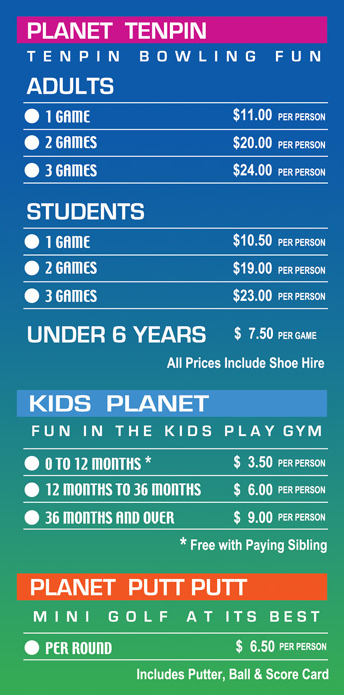 PLANET TENPIN
TENPIN BOWLING FUN
ADULTS
1 GAME $11.00 PER PERSON
2 GAMES $20.00 PER PERSON
3 GAMES $24.00 PER PERSON
STUDENTS
1 GAME $10.50 PER PERSON
2 GAMES $19.00 PER PERSON
3 GAMES $23.00 PER PERSON
UNDER 6 YEARS $ 7.50 PER GAME
All Prices Include Shoe Hire
KIDS PLANET
FUN IN THE KIDS PLAY GYM
0 TO 12 MONTHS * $ 3.50 PER PERSON
12 MONTHS TO 36 MONTHS $ 6.00 PER PERSON
36 MONTHS AND OVER $ 9.00 PER PERSON
* Free with Paying Sibling
PLANET PUTT PUTT
MINI GOLF AT ITS BEST
PER ROUND $ 6.50 PER PERSON
Includes Putter, Ball & Score Card